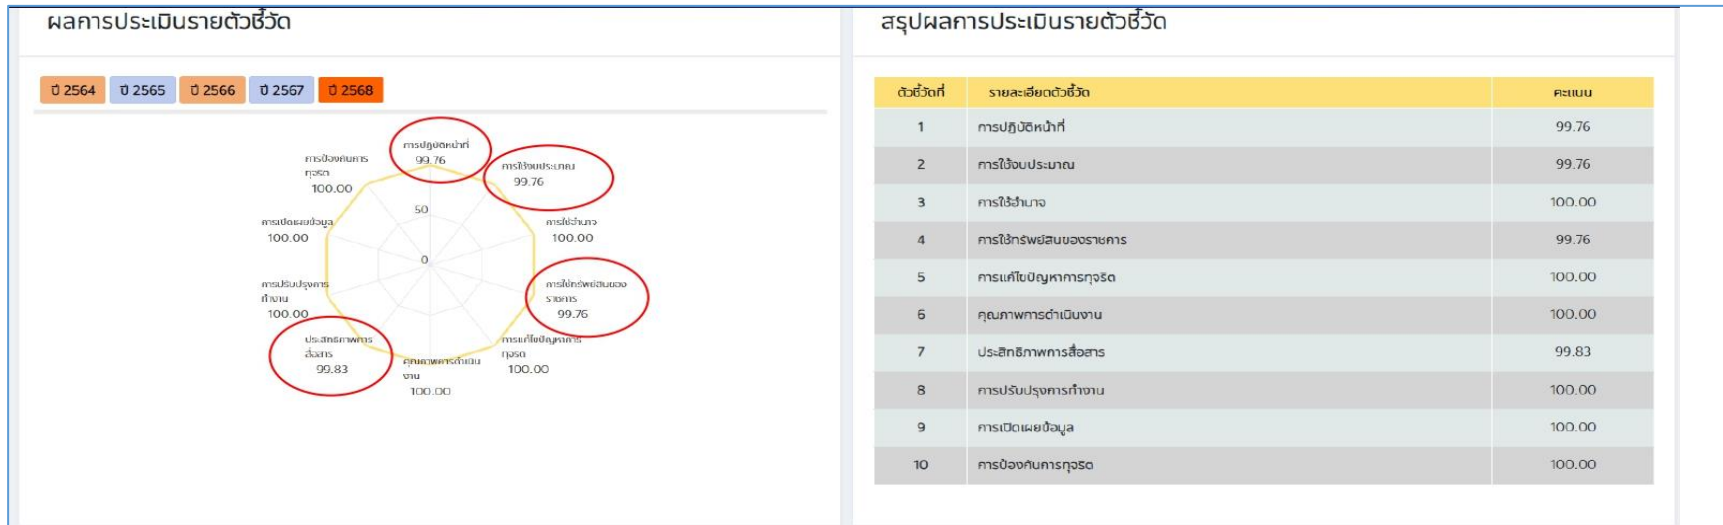 ผลการประเมินรายตัวชี้วัด
ปี 2564 ปี 2565 ปี 2566 ปี 2567 ปี 2568
การปฏิบัติหน้าที่
99.76
การใช้งบประมาณ
99.76
การใช้อำนาจ
100.00
การใช้ทรัพย์สินของ
ราชการ
99.76
การแก้ไขปัญหาการ
ทุจริต
100.00
คุณภาพการดำเนิน
งาน
100.00
ประสิทธิภาพการ
สื่อสาร
99.83
การปรับปรุงการ
ทำงาน
100.00
การเปิดเผยข้อมูล
100.00
การป้องกันการ
ทุจริต
100.00
50
0
สรุปผลการประเมินรายตัวชี้วัด
ตัวชี้วัดที่ รายละเอียดตัวชี้วัด คะแนน
1 การปฏิบัติหน้าที่ 99.76
2 การใช้งบประมาณ 99.76
3 การใช้อำนาจ 100.00
4 การใช้ทรัพย์สินของราชการ 99.76
5 การแก้ไขปัญหาการทุจริต 100.00
6 คุณภาพการดำเนินงาน 100.00
7 ประสิทธิภาพการสื่อสาร 99.83
8 การปรับปรุงการทำงาน 100.00
9 การเปิดเผยข้อมูล 100.00
10 การป้องกันการทุจริต 100.00